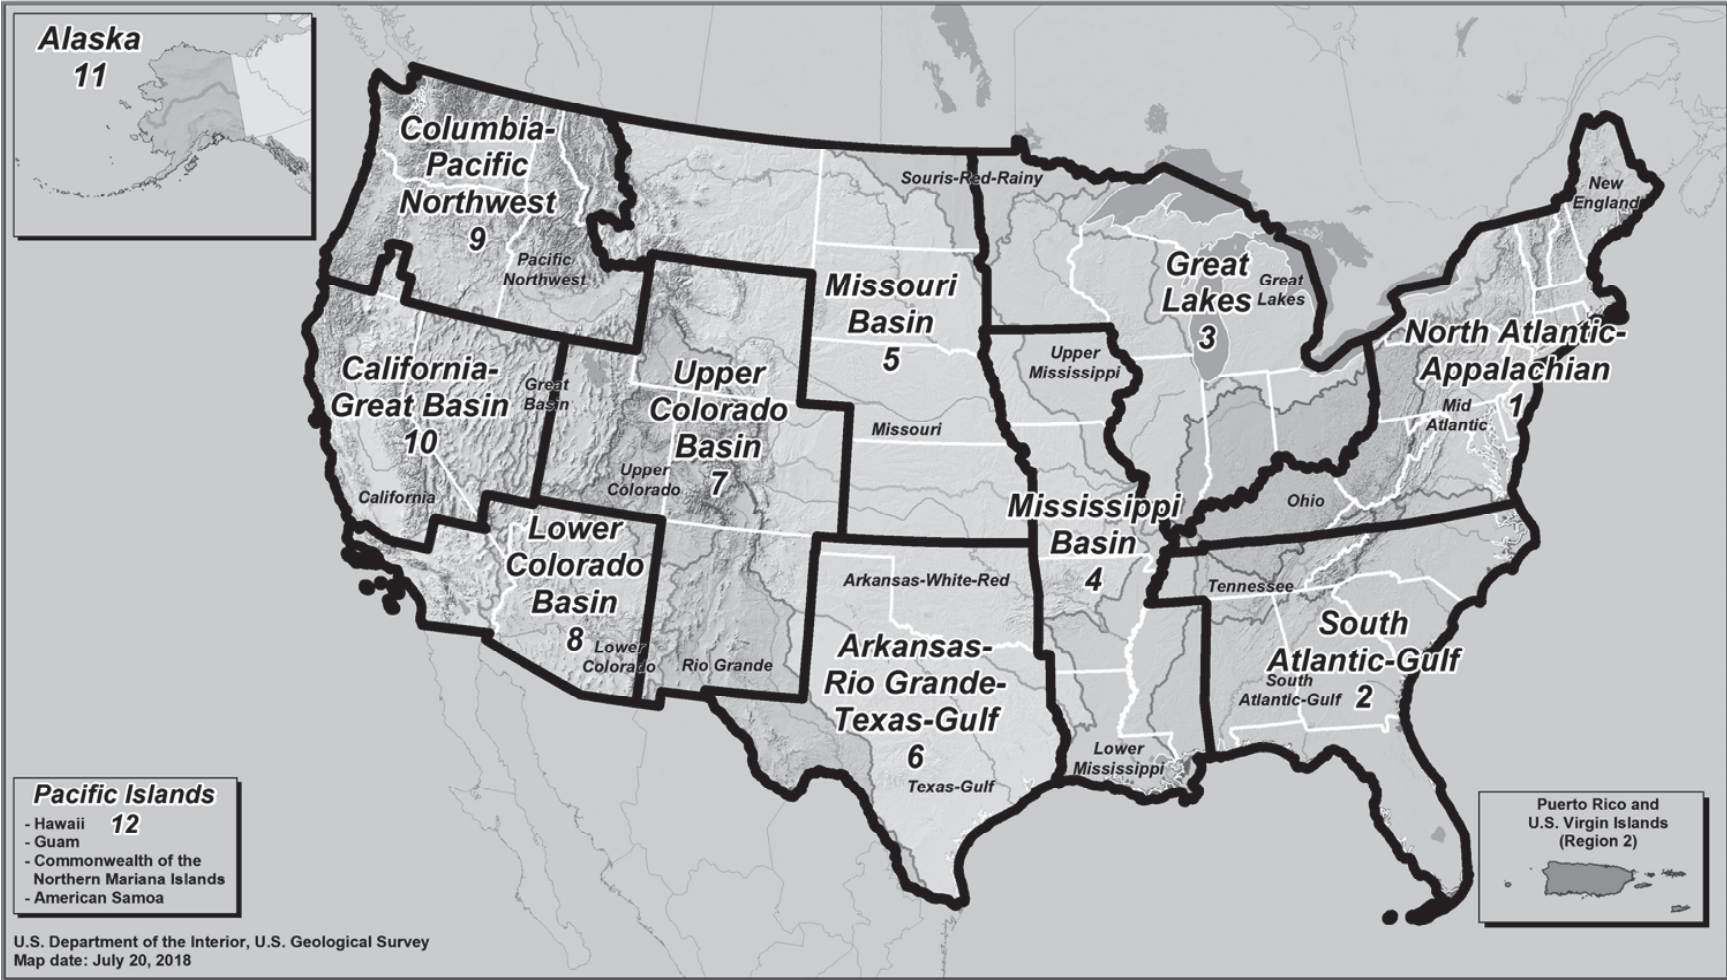 Alaska
11
Columbia-
Pacific
Northwest
9
Pacific
Northwest
Souris-Red-Rainy
Missouri
Basin
5
Missouri
Great
Lakes
3
Great
Lakes
New
England
North Atlantic-
Appalachian
1
Mid
Atlantic
California-
Great Basin
10
Great
Basin
California
Upper
Colorado
Basin
7
Upper
Colorado
Upper
Mississippi
Mississippi
Basin
4
Ohio
Lower
Colorado
Basin
8
Lower
Colorado
Rio Grande
Arkansas-White-Red
Arkansas-
Rio Grande-
Texas-Gulf
6
Texas-Gulf
Lower
Mississippi
Tennessee
South
Atlantic-Gulf
2
South
Atlantic-Gulf
Pacific Islands
12
- Hawaii
- Guam
- Commonwealth of the
Northern Mariana Islands
- American Samoa
Puerto Rico and
U.S. Virgin Islands
(Region 2)
U.S. Department of the Interior, U.S. Geological Survey
Map date: July 20, 2018